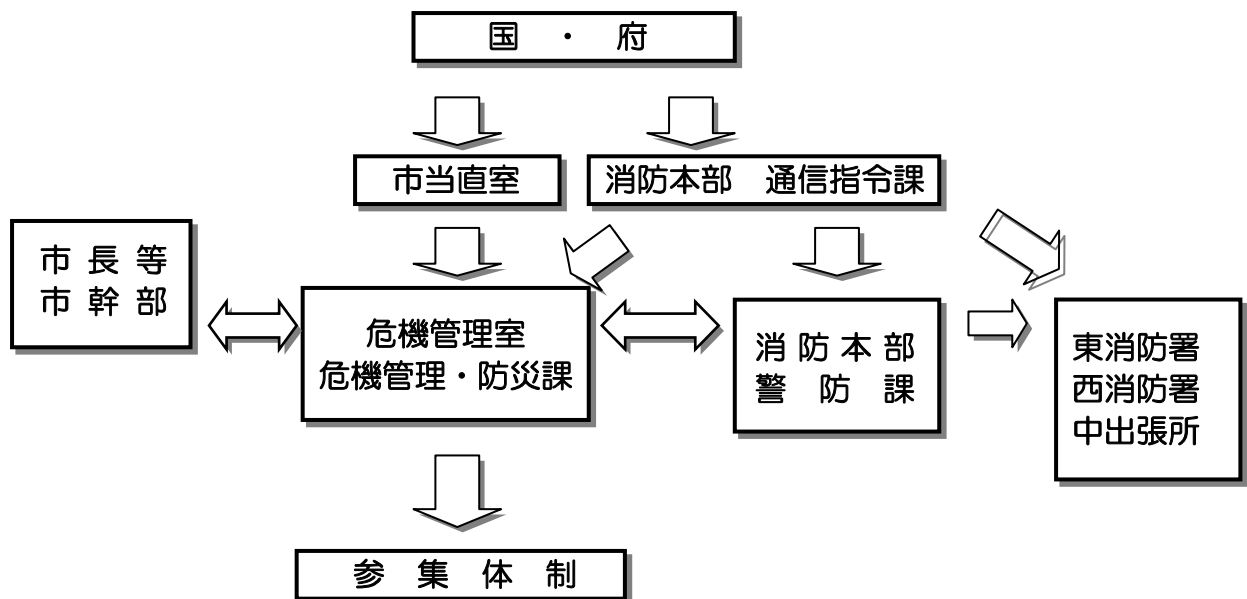 国 ・ 府
市当直室
消防本部 通信指令課
市 長 等
市 幹 部
危機管理室
危機管理・防災課
消 防 本 部
警 防 課
東消防署
西消防署
中出張所
参 集 体 制